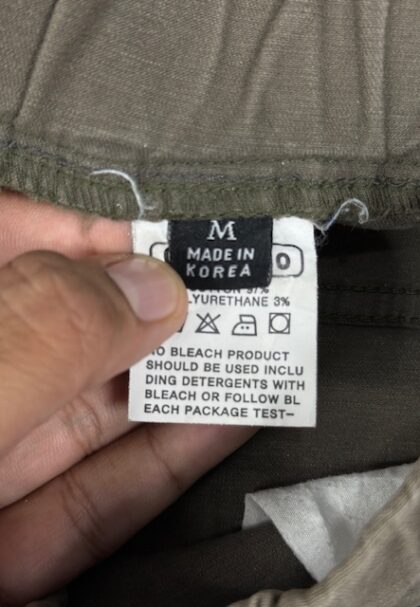 M
MADE IN
KOREA
O
97%
LYURETHANE 3%
NO BLEACH PRODUCT
SHOULD BE USED INCLU
DING DETERGENTS WITH
BLEACH OR FOLLOW BL
EACH PACKAGE TEST–